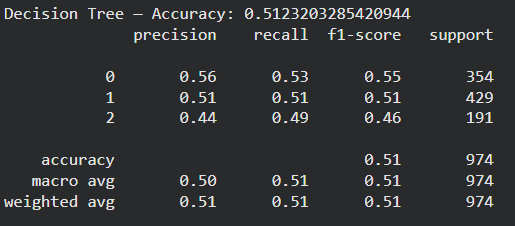 Decision Tree — Accuracy: 0.5123203285420944
precision recall f1-score support
0 0.56 0.53 0.55 354
1 0.51 0.51 0.51 429
2 0.44 0.49 0.46 191
accuracy 0.51 974
macro avg 0.50 0.51 0.51 974
weighted avg 0.51 0.51 0.51 974